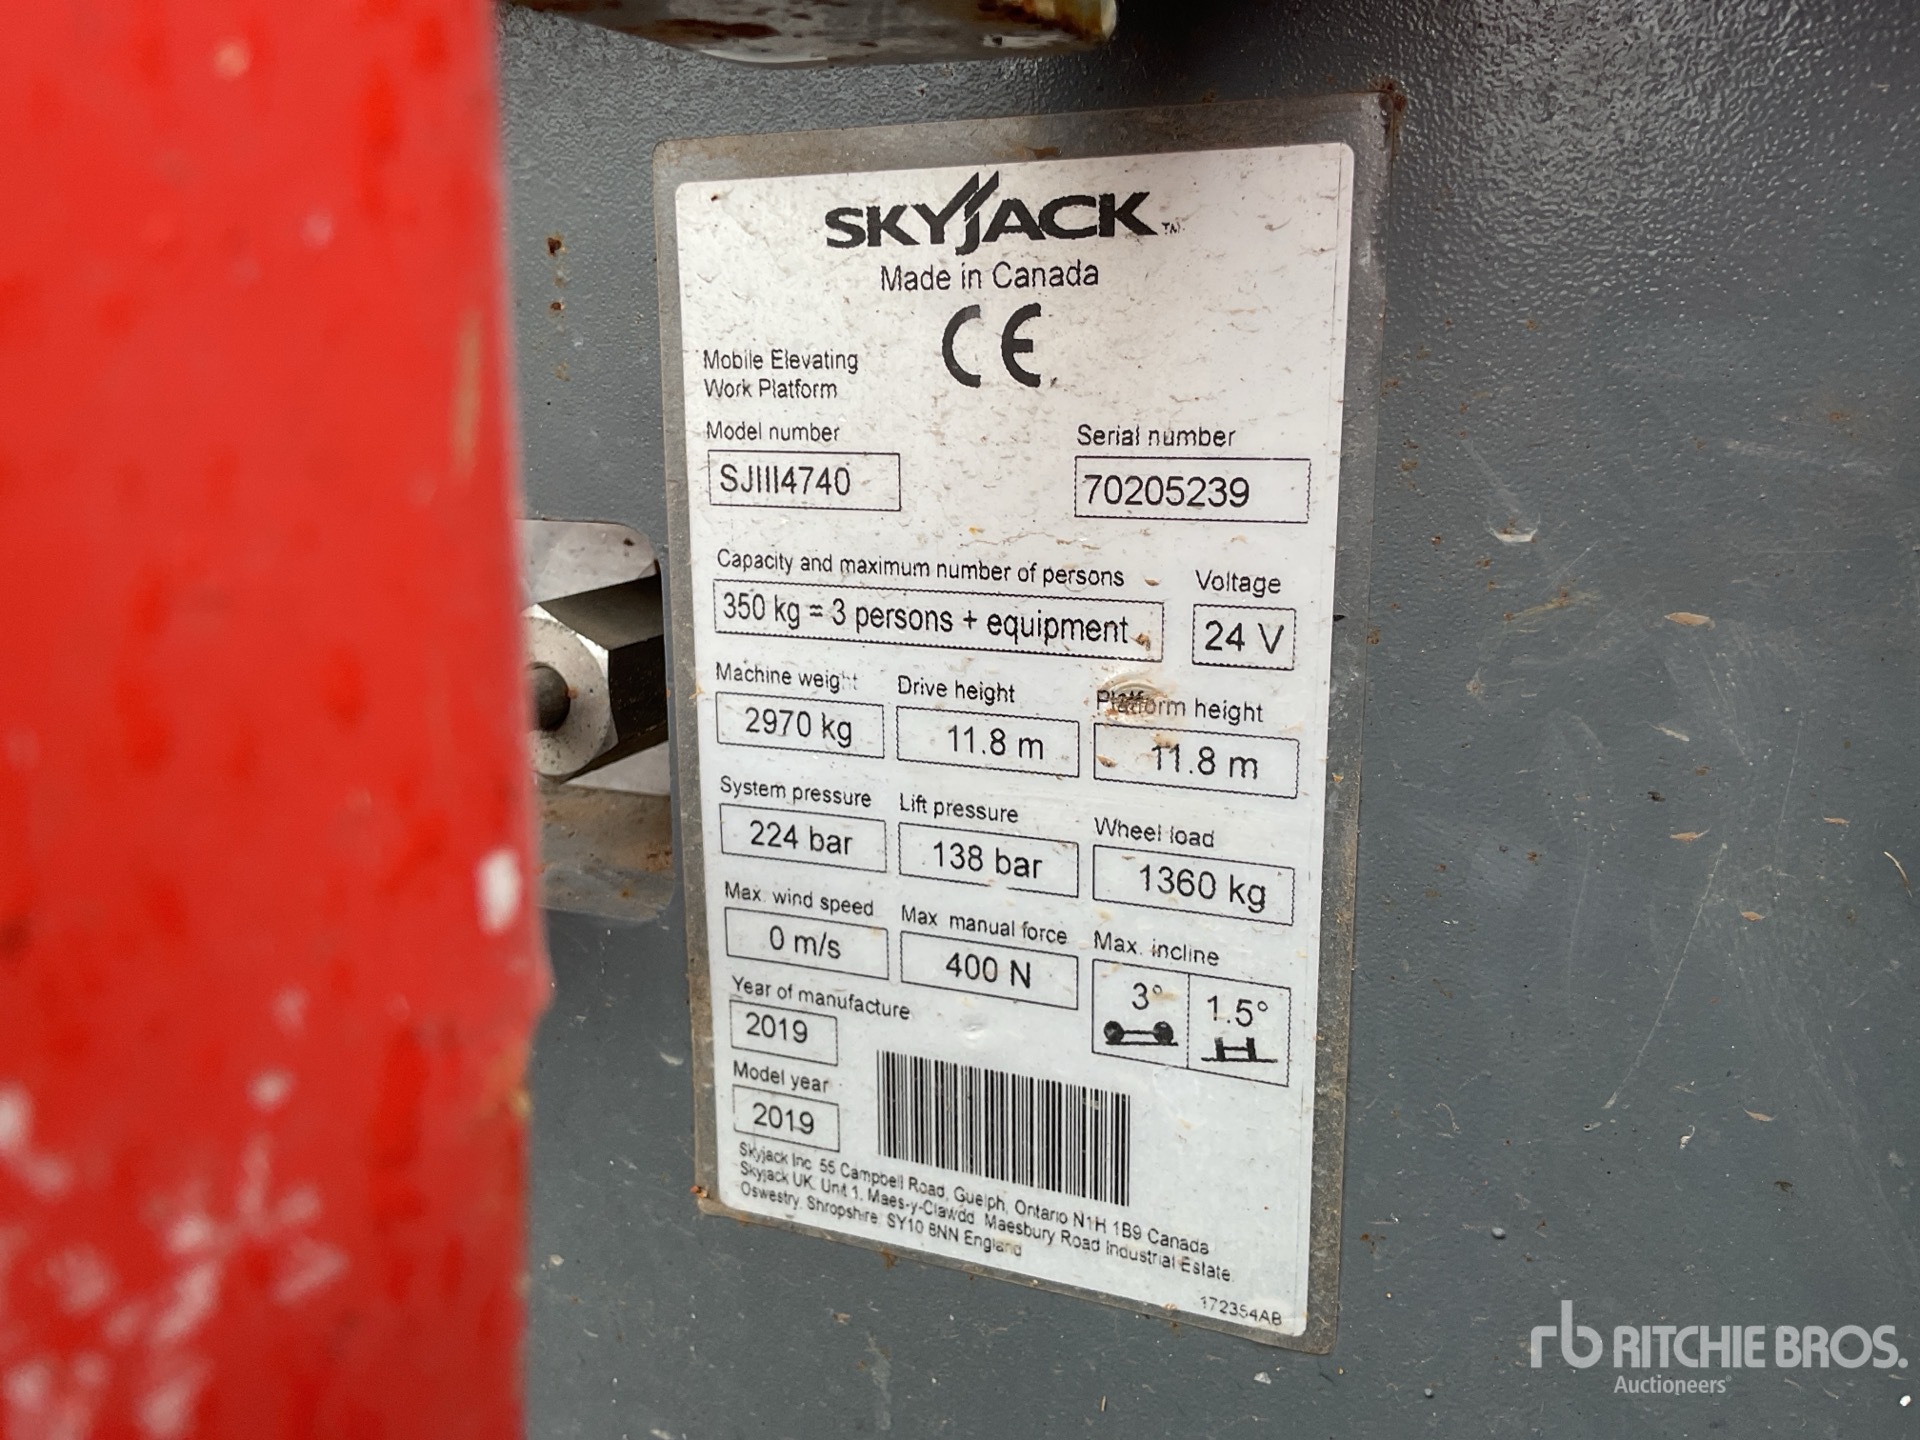 SKYJACK™
Made in Canada
CE
Mobile Elevating
Work Platform
Model number
SJIII4740
Serial number
70205239
Capacity and maximum number of persons
350 kg = 3 persons + equipment
Voltage
24 V
Machine weight
2970 kg
Drive height
11.8 m
Platform height
11.8 m
System pressure
224 bar
Lift pressure
138 bar
Wheel load
1360 kg
Max. wind speed
0 m/s
Max manual force
400 N
Max. incline
3°
1.5°
Year of manufacture
2019
Model year
2019
Skyjack Inc. 55 Campbell Road, Guelph, Ontario N1H 1B9 Canada
Skyjack UK, Unit 1, Maes-y-Clawdd, Maesbury Road Industrial Estate,
Oswestry, Shropshire, SY10 8NN England
172354AB
rb RITCHIE BROS.
Auctioneers